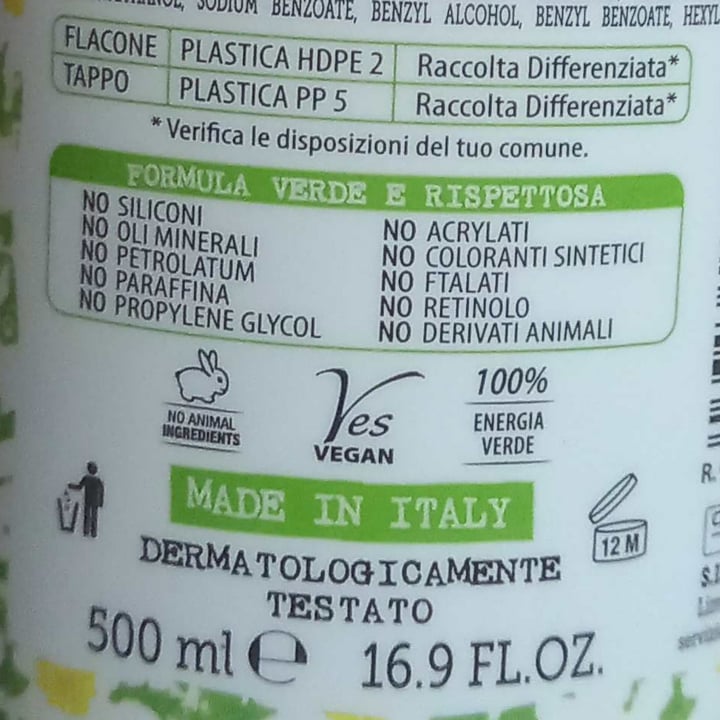 SODIUM BENZOATE, BENZYL ALCOHOL, BENZYL BENZOATE,
FLACONE PLASTICA HDPE 2 Raccolta Differenziata*
TAPPO PLASTICA PP 5 Raccolta Differenziata*
* Verifica le disposizioni del tuo comune.
FORMULA VERDE E RISPETTOSA
NO SILICONI
NO OLI MINERALI
NO PETROLATUM
NO PARAFFINA
NO PROPYLENE GLYCOL
NO ACRYLATI
NO COLORANTI SINTETICI
NO FTALATI
NO RETINOLO
NO DERIVATI ANIMALI
NO ANIMAL
INGREDIENTS
Yes
VEGAN
100%
ENERGIA
VERDE
MADE IN ITALY
12 M
DERMATOLOGICAMENTE
TESTATO
500 ml e 16.9 FL.OZ.
R.